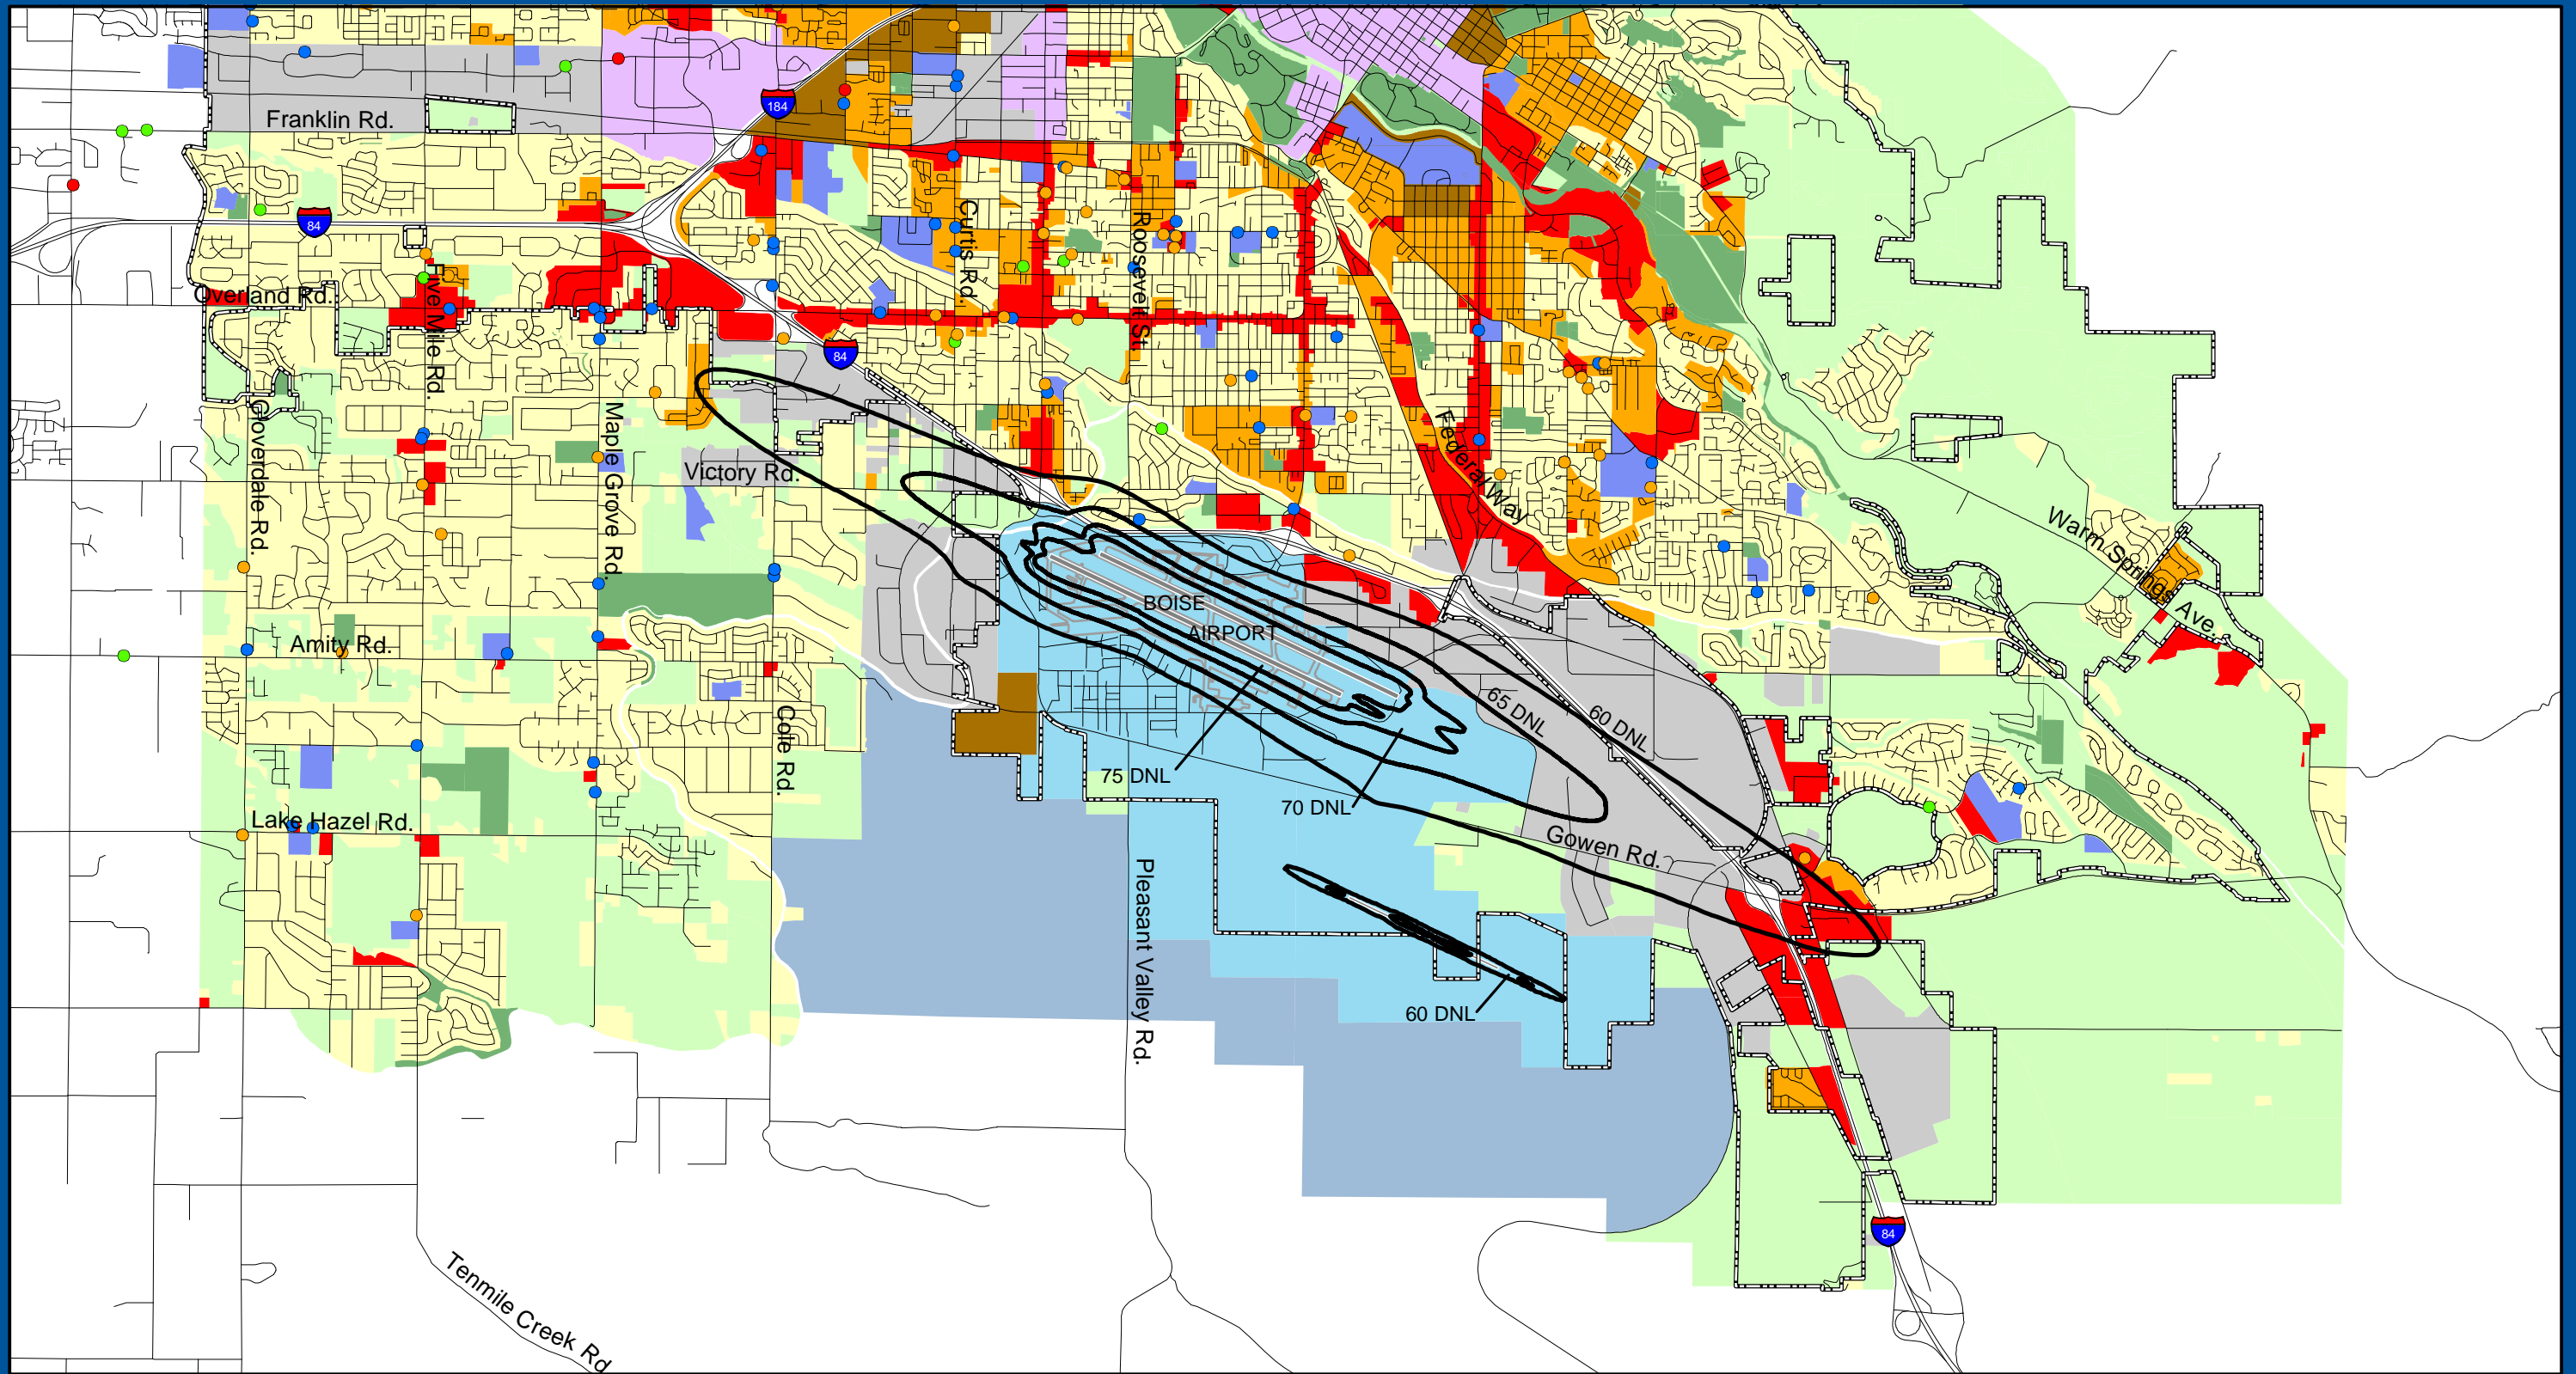 184
Franklin Rd.
84
Curtis Rd.
Roosevelt St.
Overland Rd.
Five Mile Rd.
84
Cloverdale Rd.
Maple Grove Rd.
Victory Rd.
Federal Way
Warm Springs Ave.
BOISE
AIRPORT
Amity Rd.
Cole Rd.
65 DNL
60 DNL
75 DNL
70 DNL
Lake Hazel Rd.
Gowen Rd.
Pleasant Valley Rd.
60 DNL
84
Tenmile Creek Rd